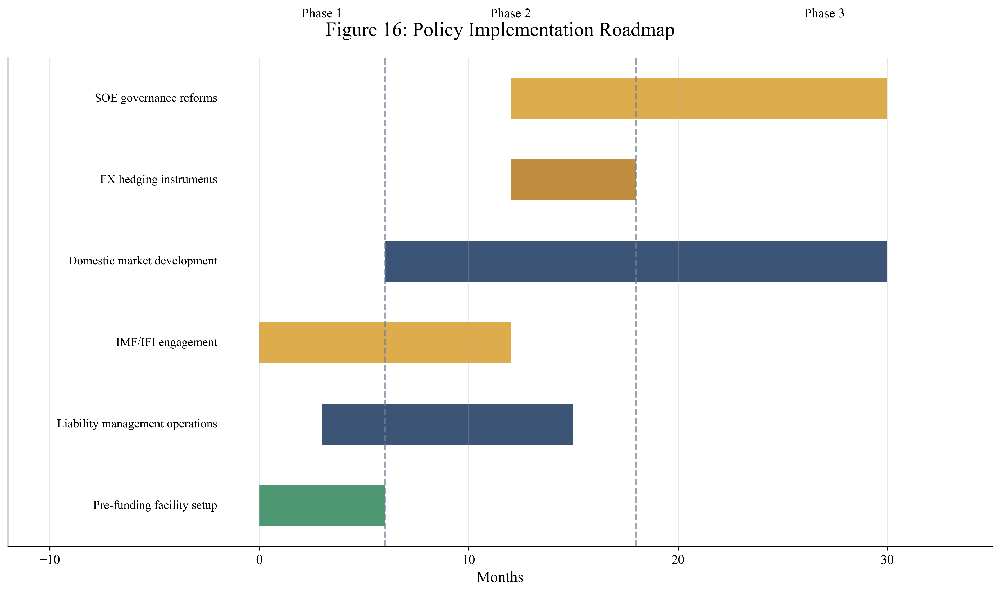 Phase 1 Phase 2 Phase 3
Figure 16: Policy Implementation Roadmap
SOE governance reforms
FX hedging instruments
Domestic market development
IMF/IFI engagement
Liability management operations
Pre-funding facility setup
−10 0 10 20 30
Months